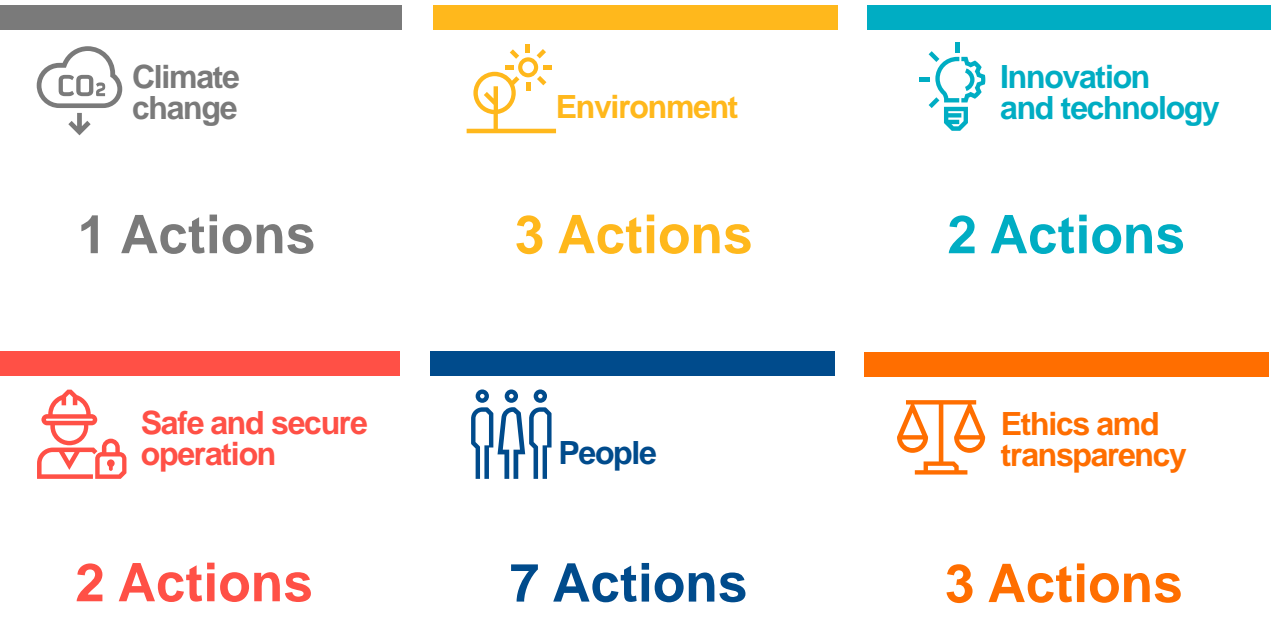 CO₂
Climate
change
Environment
Innovation
and technology
1 Actions
3 Actions
2 Actions
Safe and secure
operation
People
Ethics amd
transparency
2 Actions
7 Actions
3 Actions